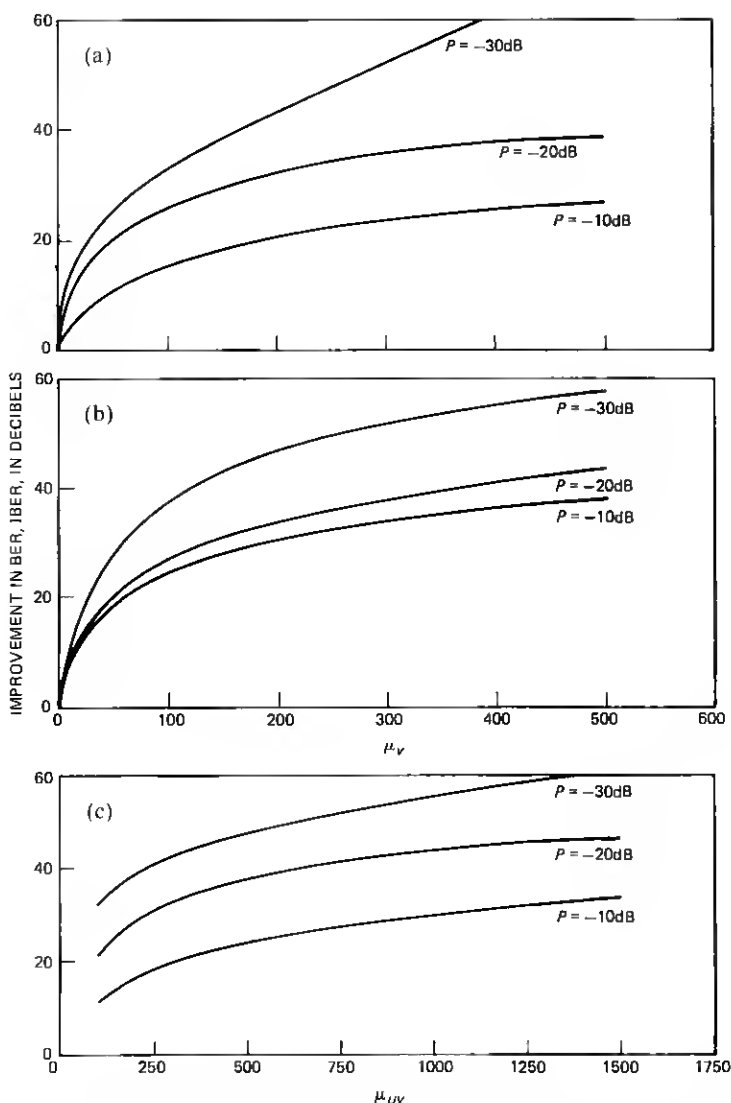 60
(a)
P = −30dB
40
P = −20dB
P = −10dB
20
0
IMPROVEMENT IN BER, IBER, IN DECIBELS
60
(b)
P = −30dB
P = −20dB
40
P = −10dB
20
0
0 100 200 300 400 500 600
μv
60
(c)
P = −30dB
40
P = −20dB
P = −10dB
20
0
0 250 500 750 1000 1250 1500 1750
μuv